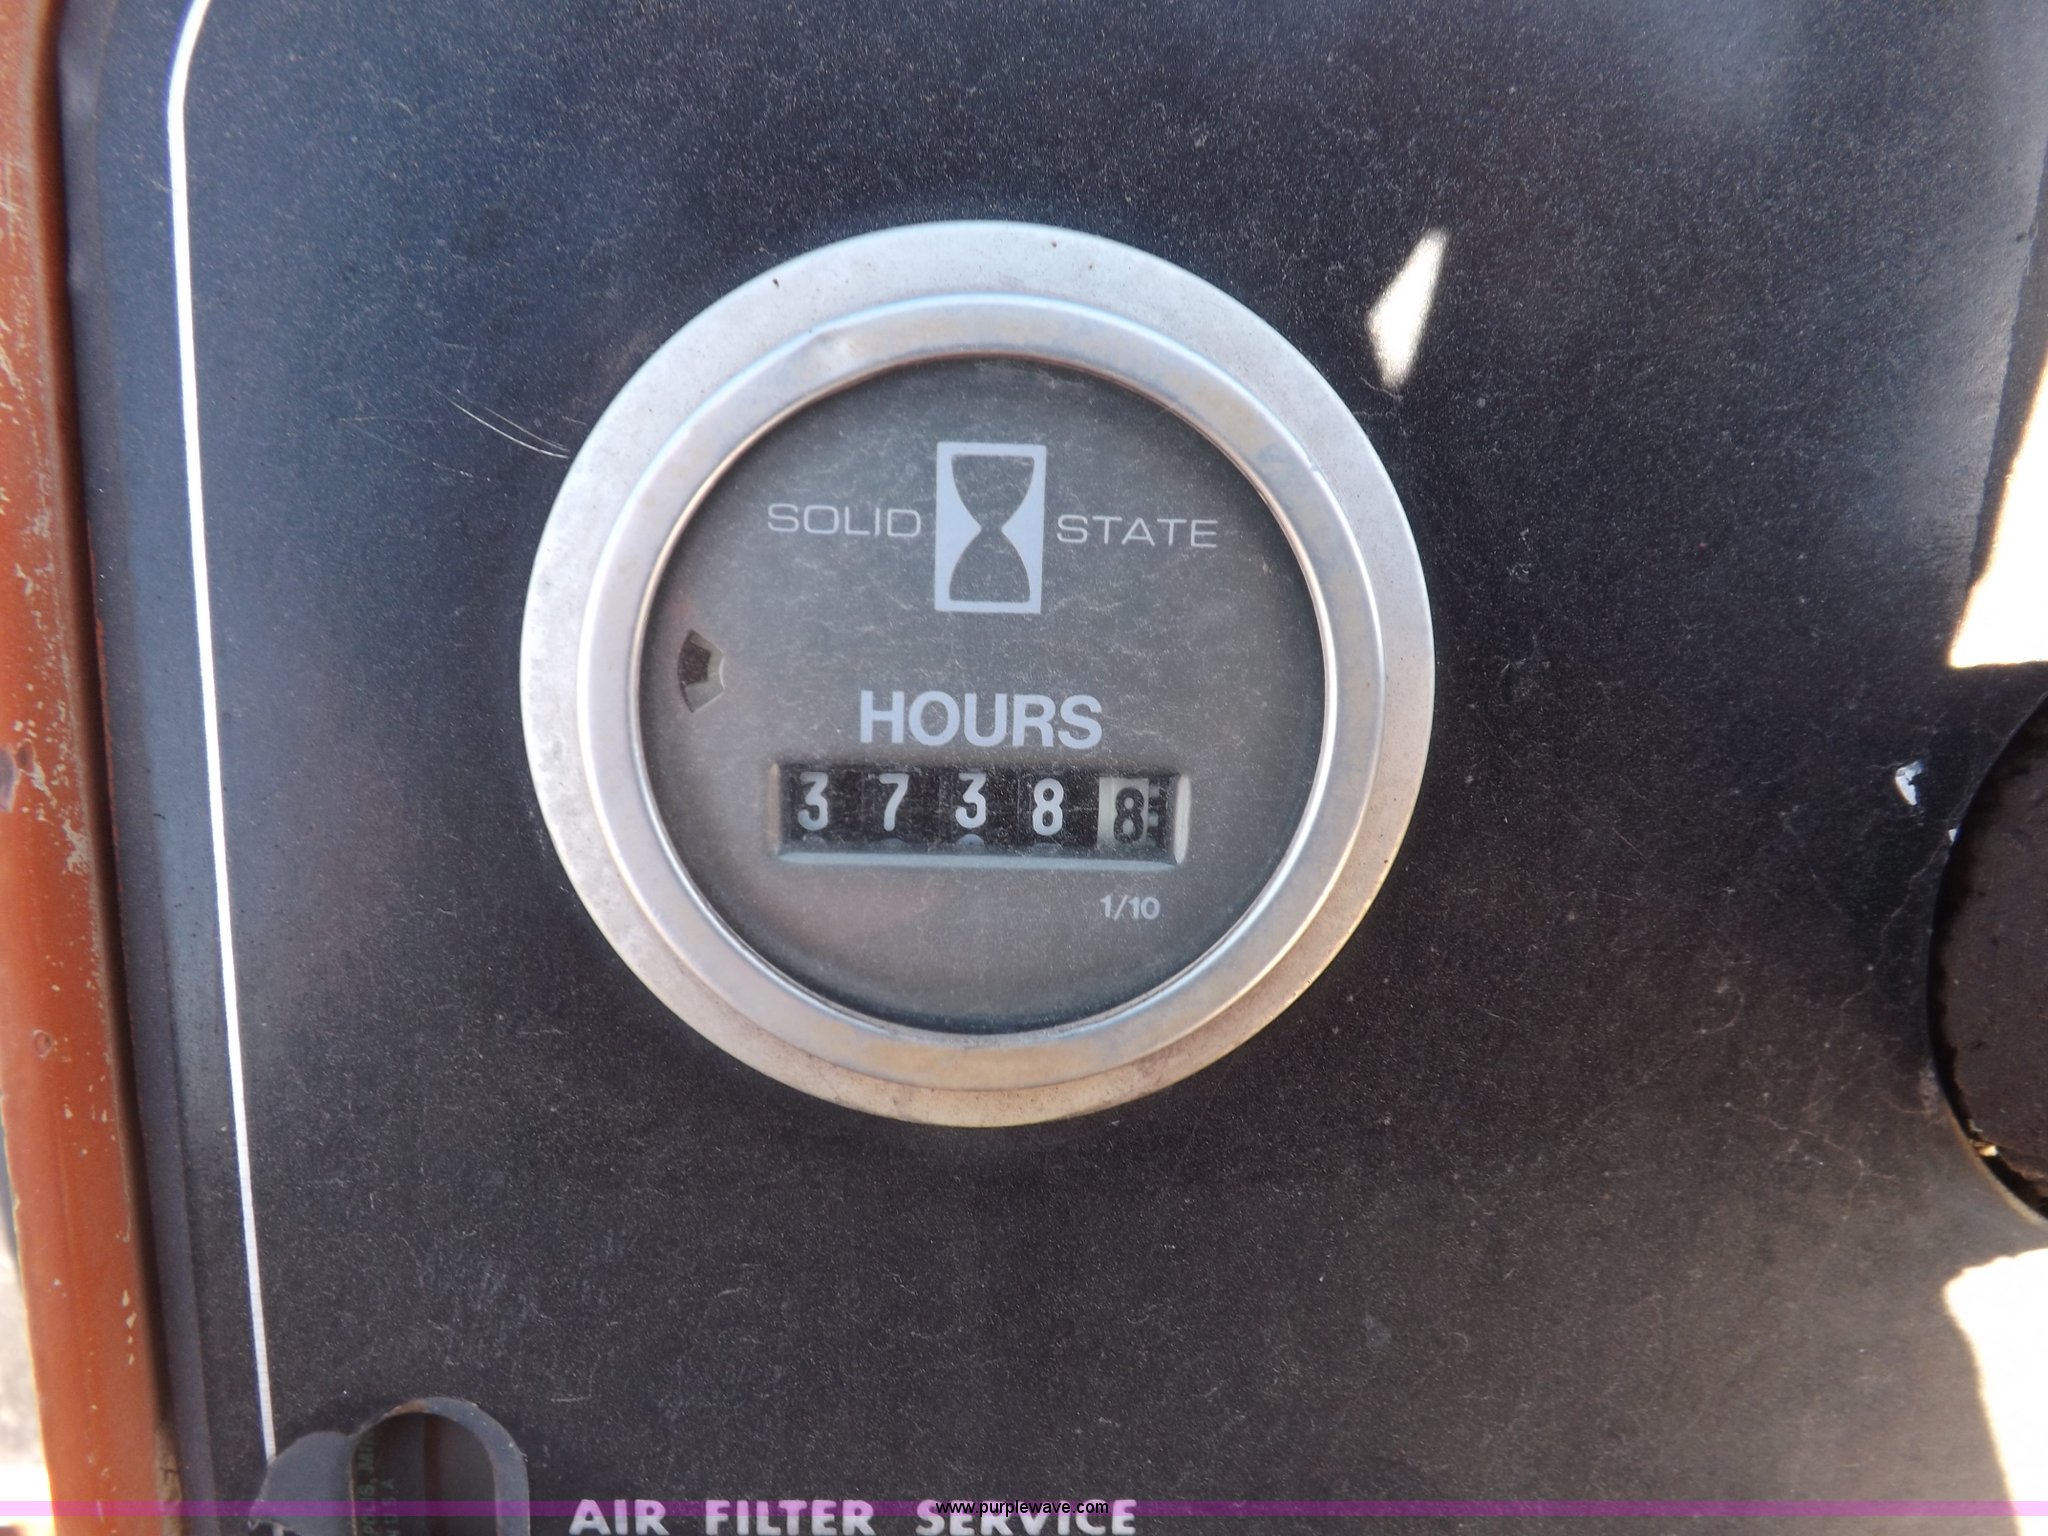 SOLID STATE
HOURS
3 7 3 8 8
1/10
AIR FILTER SERVICE
www.purplewave.com